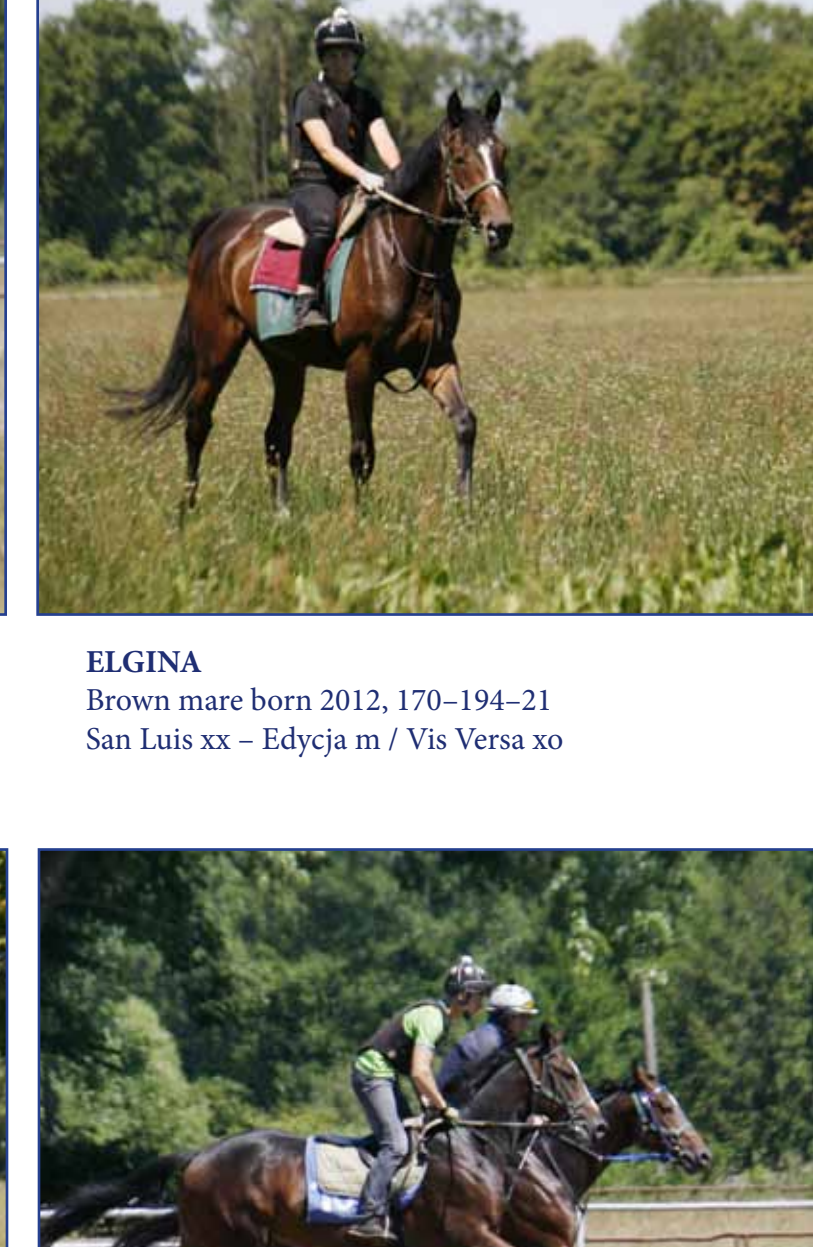 ELGINA
Brown mare born 2012, 170–194–21
San Luis xx – Edycja m / Vis Versa xo